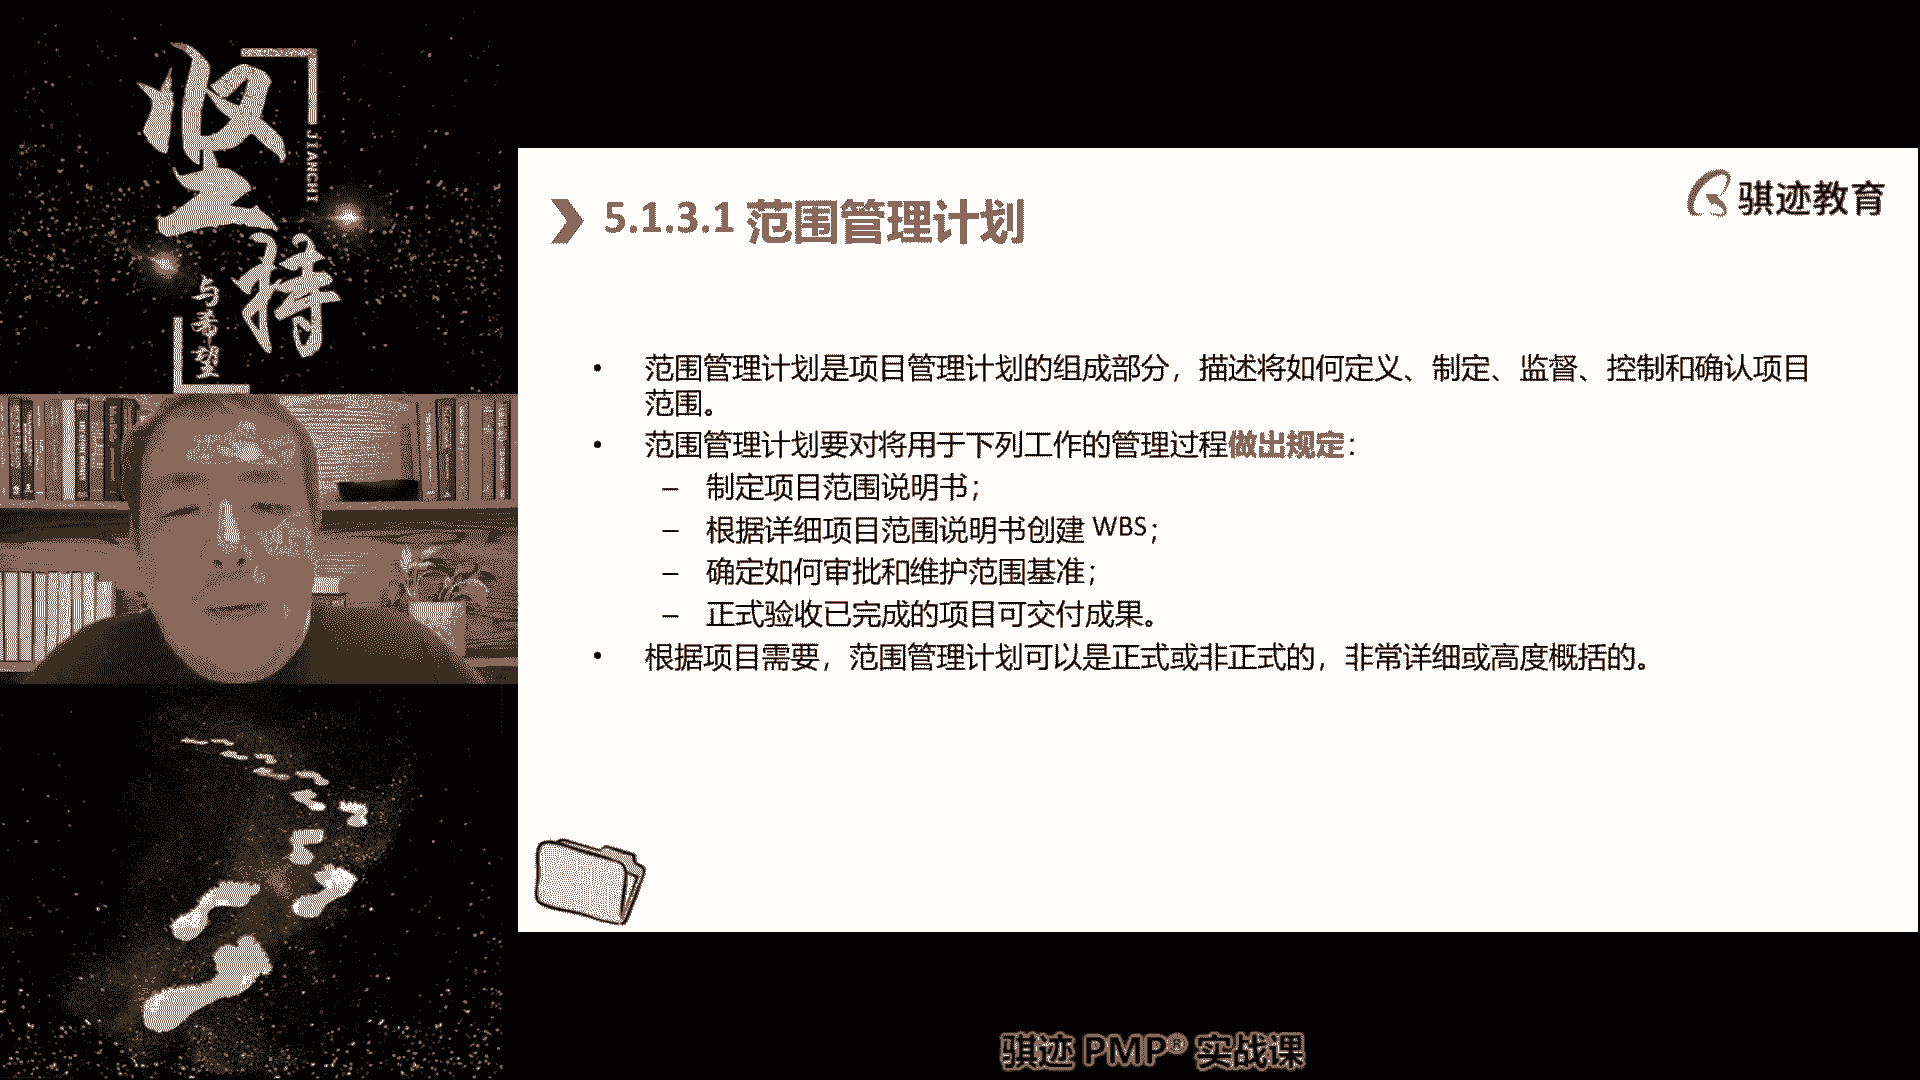 坚持
JIANCHI
与希望
骐迹教育
5.1.3.1 范围管理计划
• 范围管理计划是项目管理计划的组成部分，描述将如何定义、制定、监督、控制和确认项目
范围。
• 范围管理计划要对将用于下列工作的管理过程做出规定：
– 制定项目范围说明书；
– 根据详细项目范围说明书创建 WBS；
– 确定如何审批和维护范围基准；
– 正式验收已完成的项目可交付成果。
• 根据项目需要，范围管理计划可以是正式或非正式的，非常详细或高度概括的。
骐迹 PMP® 实战课